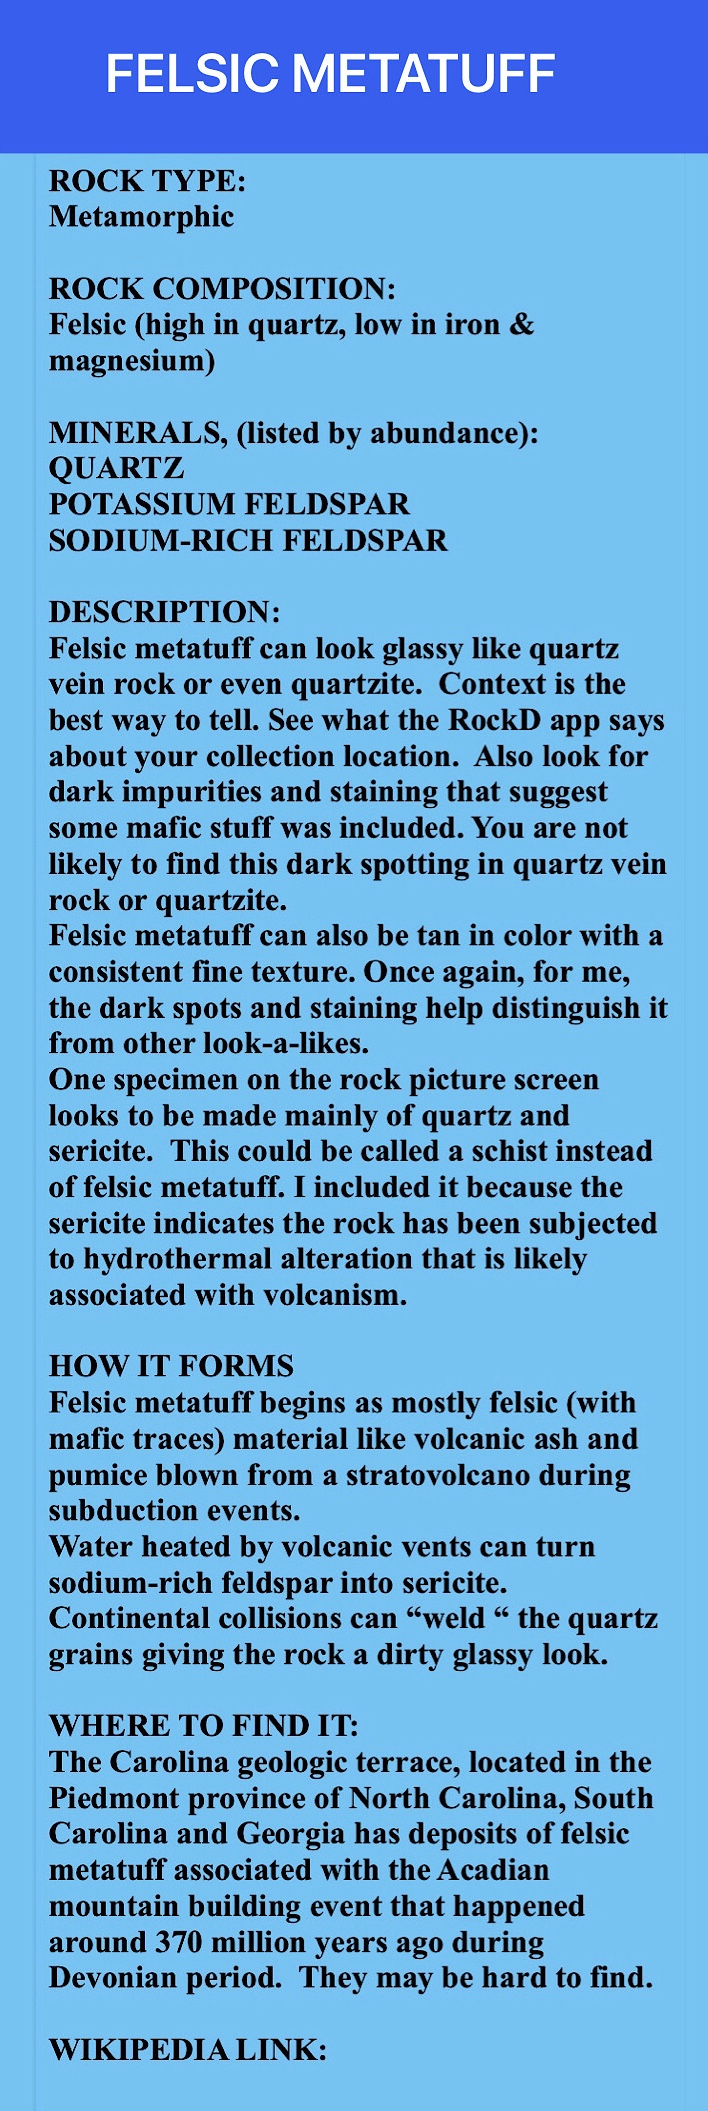 FELSIC METATUFF
ROCK TYPE:
Metamorphic
ROCK COMPOSITION:
Felsic (high in quartz, low in iron &
magnesium)
MINERALS, (listed by abundance):
QUARTZ
POTASSIUM FELDSPAR
SODIUM-RICH FELDSPAR
DESCRIPTION:
Felsic metatuff can look glassy like quartz
vein rock or even quartzite.  Context is the
best way to tell. See what the RockD app says
about your collection location.  Also look for
dark impurities and staining that suggest
some mafic stuff was included. You are not
likely to find this dark spotting in quartz vein
rock or quartzite.
Felsic metatuff can also be tan in color with a
consistent fine texture. Once again, for me,
the dark spots and staining help distinguish it
from other look-a-likes.
One specimen on the rock picture screen
looks to be made mainly of quartz and
sericite.  This could be called a schist instead
of felsic metatuff. I included it because the
sericite indicates the rock has been subjected
to hydrothermal alteration that is likely
associated with volcanism.
HOW IT FORMS
Felsic metatuff begins as mostly felsic (with
mafic traces) material like volcanic ash and
pumice blown from a stratovolcano during
subduction events.
Water heated by volcanic vents can turn
sodium-rich feldspar into sericite.
Continental collisions can “weld “ the quartz
grains giving the rock a dirty glassy look.
WHERE TO FIND IT:
The Carolina geologic terrace, located in the
Piedmont province of North Carolina, South
Carolina and Georgia has deposits of felsic
metatuff associated with the Acadian
mountain building event that happened
around 370 million years ago during
Devonian period.  They may be hard to find.
WIKIPEDIA LINK: